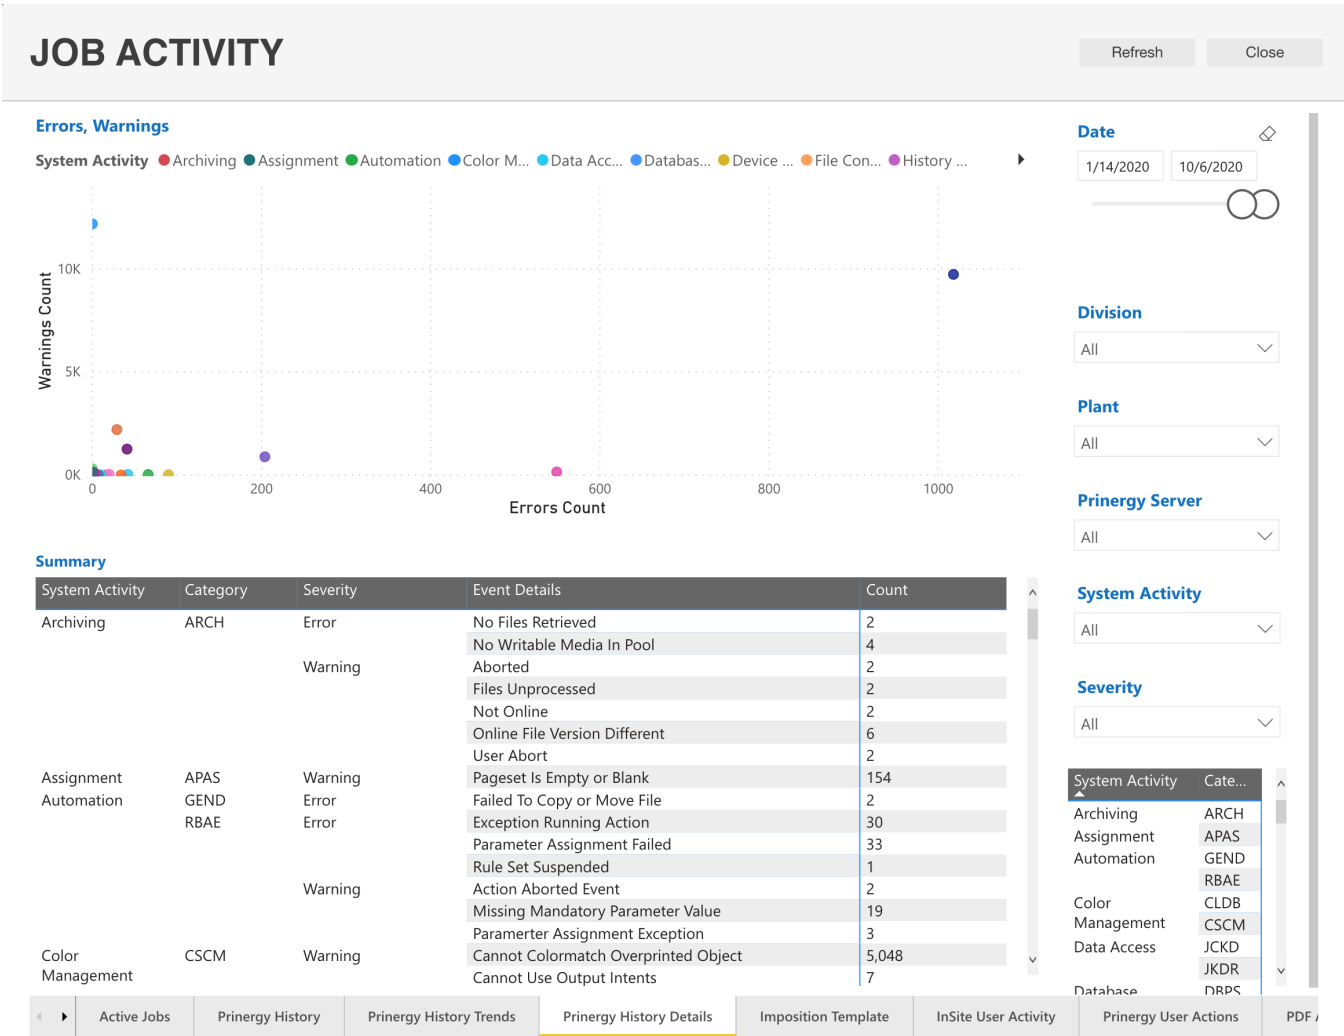 JOB ACTIVITY
Refresh
Close
Errors, Warnings
System Activity Archiving Assignment Automation Color M... Data Acc... Databas... Device ... File Con... History ...
Warnings Count
10K
5K
0K
0 200 400 600 800 1000
Errors Count
Date
1/14/2020 10/6/2020
Division
All
Plant
All
Prinergy Server
All
System Activity
All
Severity
All
Summary
System Activity Category Severity Event Details Count
Archiving ARCH Error No Files Retrieved 2
No Writable Media In Pool 4
Warning Aborted 2
Files Unprocessed 2
Not Online 2
Online File Version Different 6
User Abort 2
Assignment APAS Warning Pageset Is Empty or Blank 154
Automation GEND Error Failed To Copy or Move File 2
RBAE Error Exception Running Action 30
Parameter Assignment Failed 33
Rule Set Suspended 1
Warning Action Aborted Event 2
Missing Mandatory Parameter Value 19
Paramerter Assignment Exception 3
Color CSCM Warning Cannot Colormatch Overprinted Object 5,048
Management Cannot Use Output Intents 7
System Activity Cate...
Archiving ARCH
Assignment APAS
Automation GEND
RBAE
Color CLDB
Management CSCM
Data Access JCKD
JKDR
Database DBPS
Active Jobs Prinergy History Prinergy History Trends Prinergy History Details Imposition Template InSite User Activity Prinergy User Actions PDF